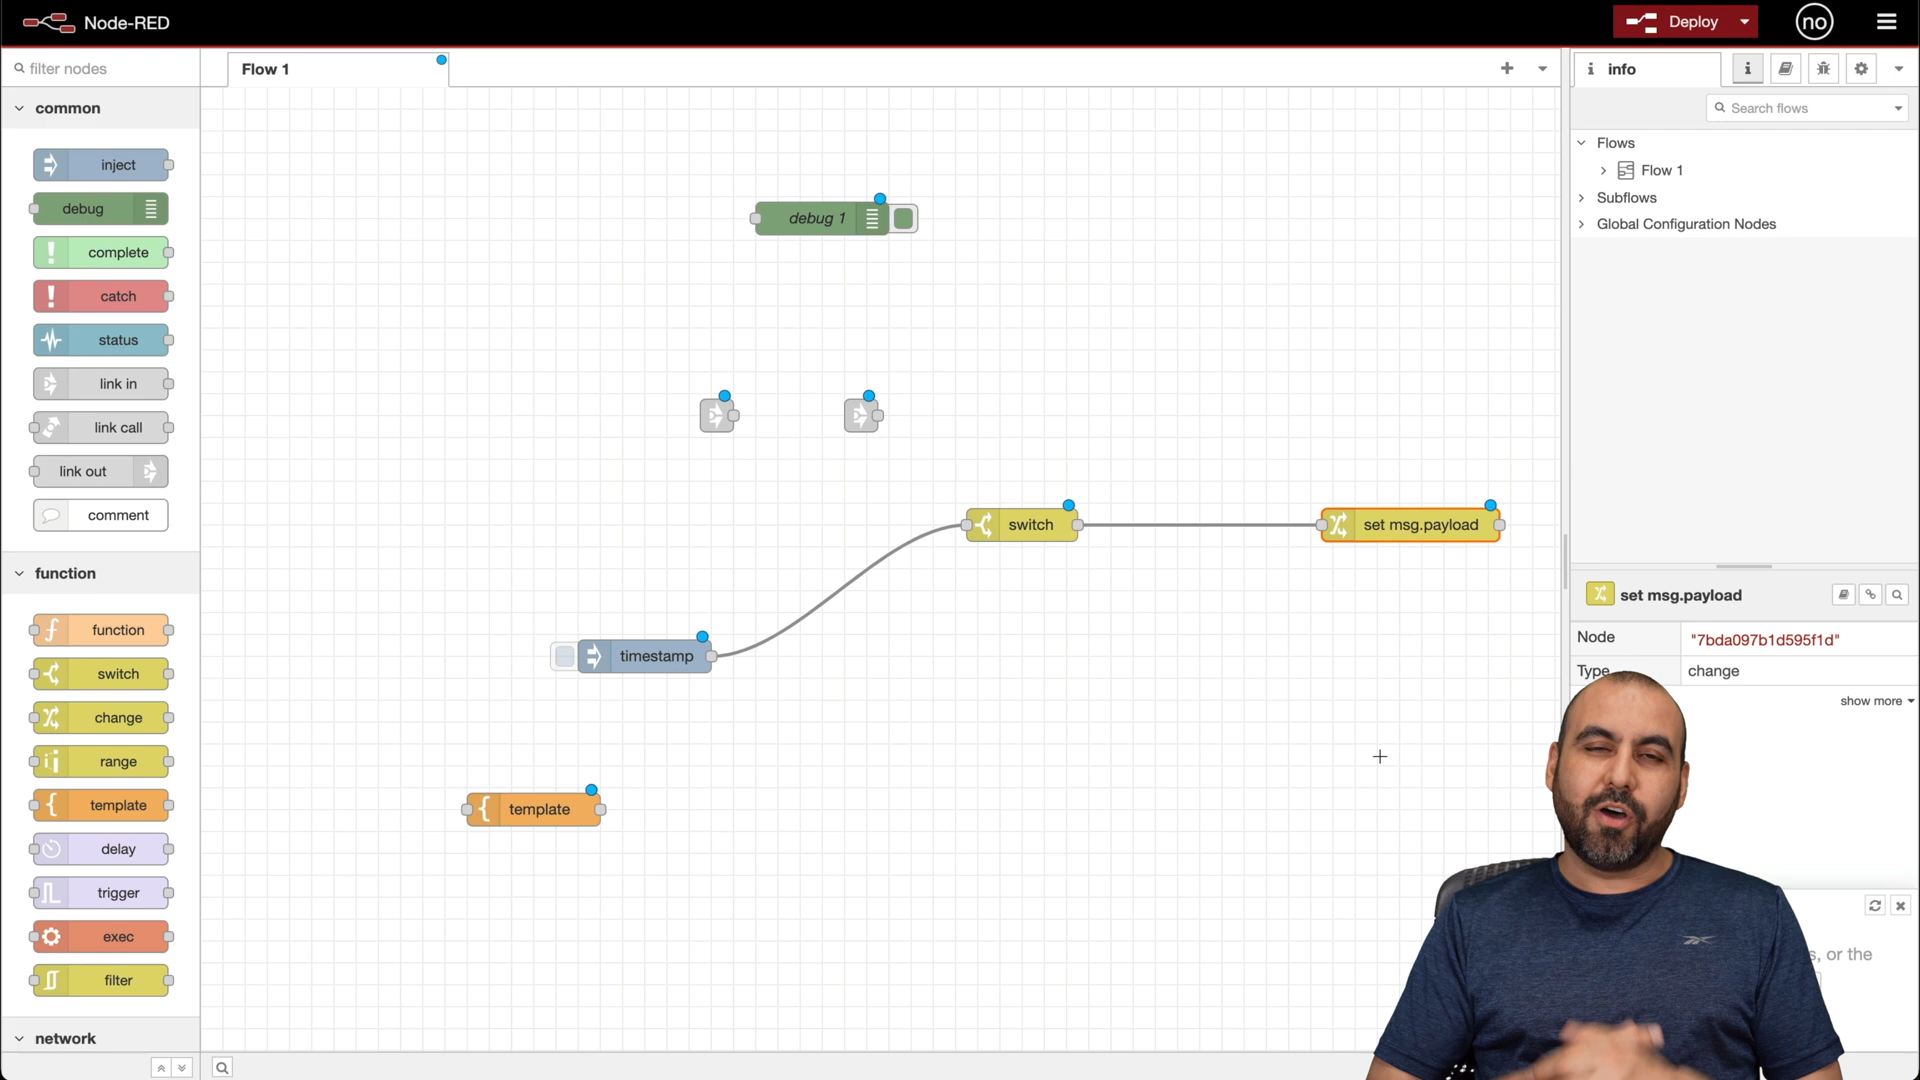 Node-RED
Deploy
no
filter nodes
Flow 1
info
Search flows
common
inject
debug
complete
catch
status
link in
link call
link out
comment
function
function
switch
change
range
template
delay
trigger
exec
filter
network
debug 1
switch
set msg.payload
timestamp
template
Flows
Flow 1
Subflows
Global Configuration Nodes
set msg.payload
Node "7bda097b1d595f1d"
Type change
show more
or the